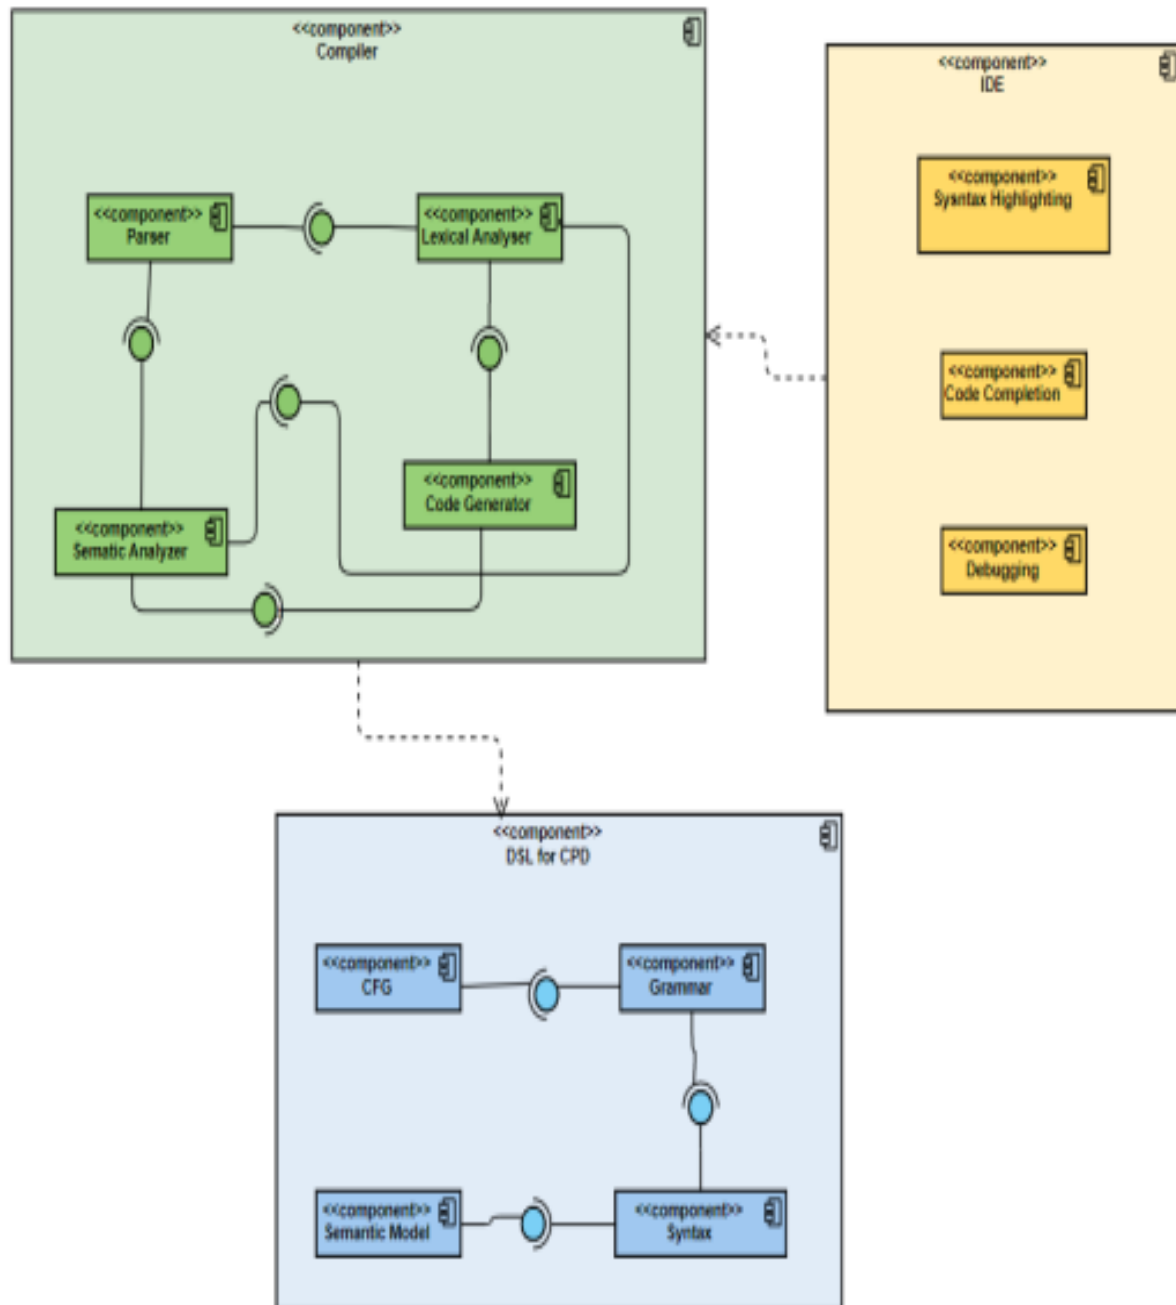 <<component>>
Compiler
<<component>>
Parser
<<component>>
Lexical Analyser
<<component>>
Code Generator
<<component>>
Sematic Analyzer
<<component>>
IDE
<<component>>
Sysntax Highlighting
<<component>>
Code Completion
<<component>>
Debugging
<<component>>
DSL for CPD
<<component>>
CFG
<<component>>
Grammar
<<component>>
Semantic Model
<<component>>
Syntax